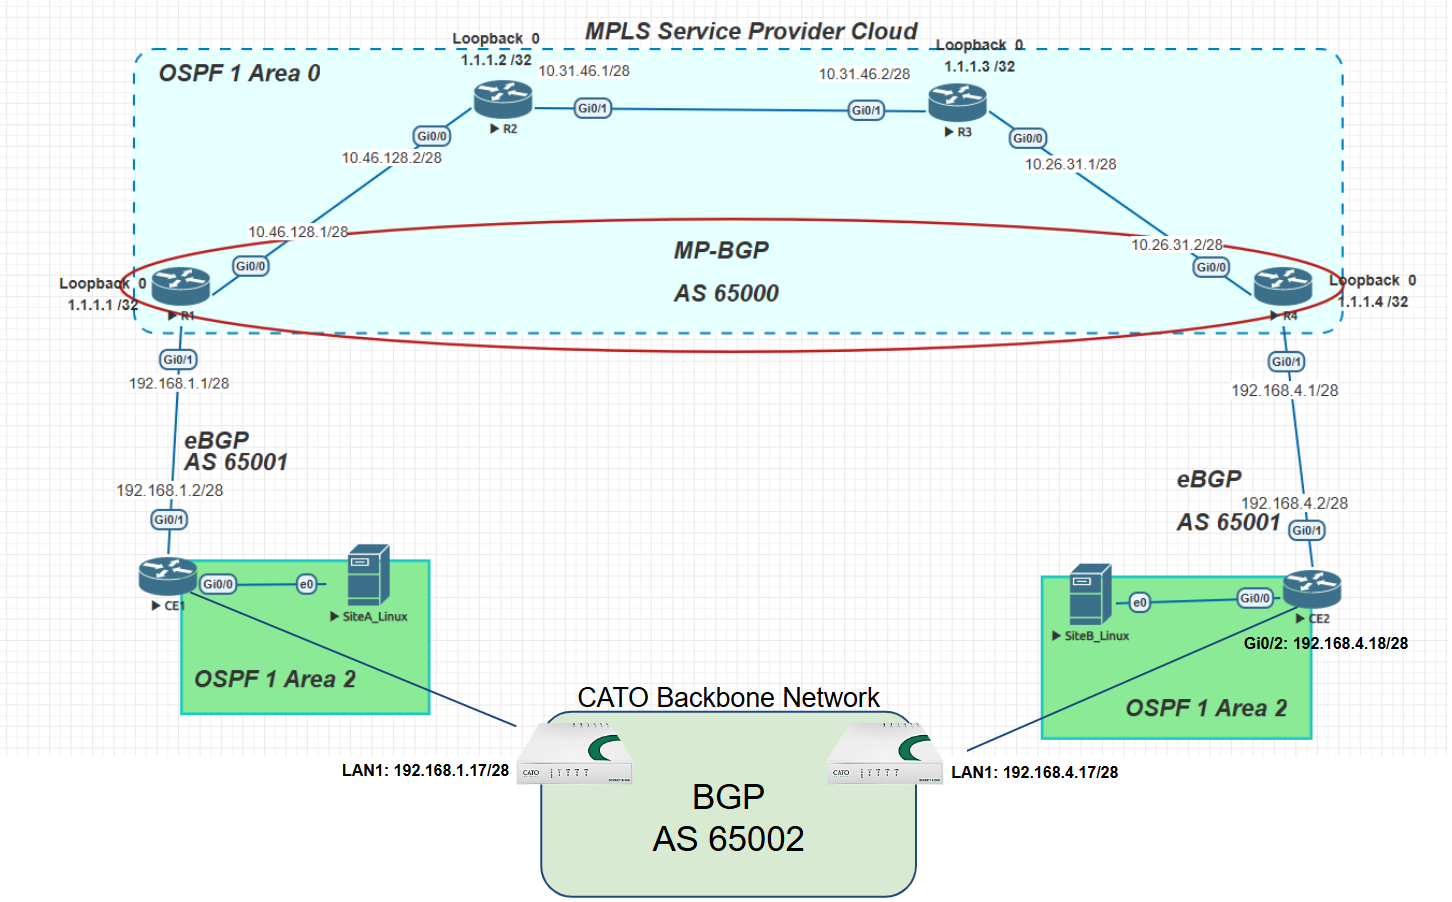 MPLS Service Provider Cloud
Loopback 0
1.1.1.2 /32
Loopback 0
1.1.1.3 /32
OSPF 1 Area 0
10.31.46.1/28
10.31.46.2/28
Gi0/1
Gi0/1
R2
R3
Gi0/0
Gi0/0
10.46.128.2/28
10.26.31.1/28
10.46.128.1/28
10.26.31.2/28
MP-BGP
AS 65000
Gi0/0
Gi0/0
Loopback 0
1.1.1.1 /32
R1
Loopback 0
1.1.1.4 /32
R4
Gi0/1
192.168.1.1/28
Gi0/1
192.168.4.1/28
eBGP
AS 65001
192.168.1.2/28
Gi0/1
eBGP
192.168.4.2/28
AS 65001
Gi0/1
CE1
Gi0/0
e0
SiteA_Linux
OSPF 1 Area 2
SiteB_Linux
e0
Gi0/0
CE2
Gi0/2: 192.168.4.18/28
OSPF 1 Area 2
CATO Backbone Network
LAN1: 192.168.1.17/28
CATO
CATO
LAN1: 192.168.4.17/28
BGP
AS 65002